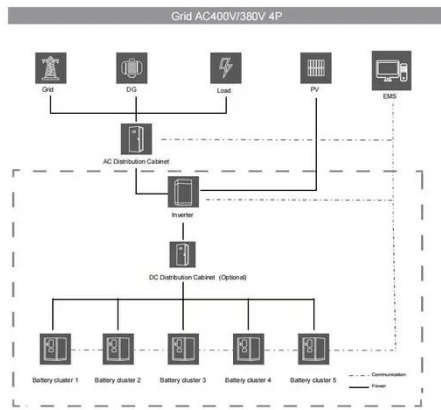 Grid AC400V/380V 4P
Grid
DG
Load
PV
EMS
AC Distribution Cabinet
Inverter
DC Distribution Cabinet (Optional)
Battery cluster 1
Battery cluster 2
Battery cluster 3
Battery cluster 4
Battery cluster 5
Communtation
Power